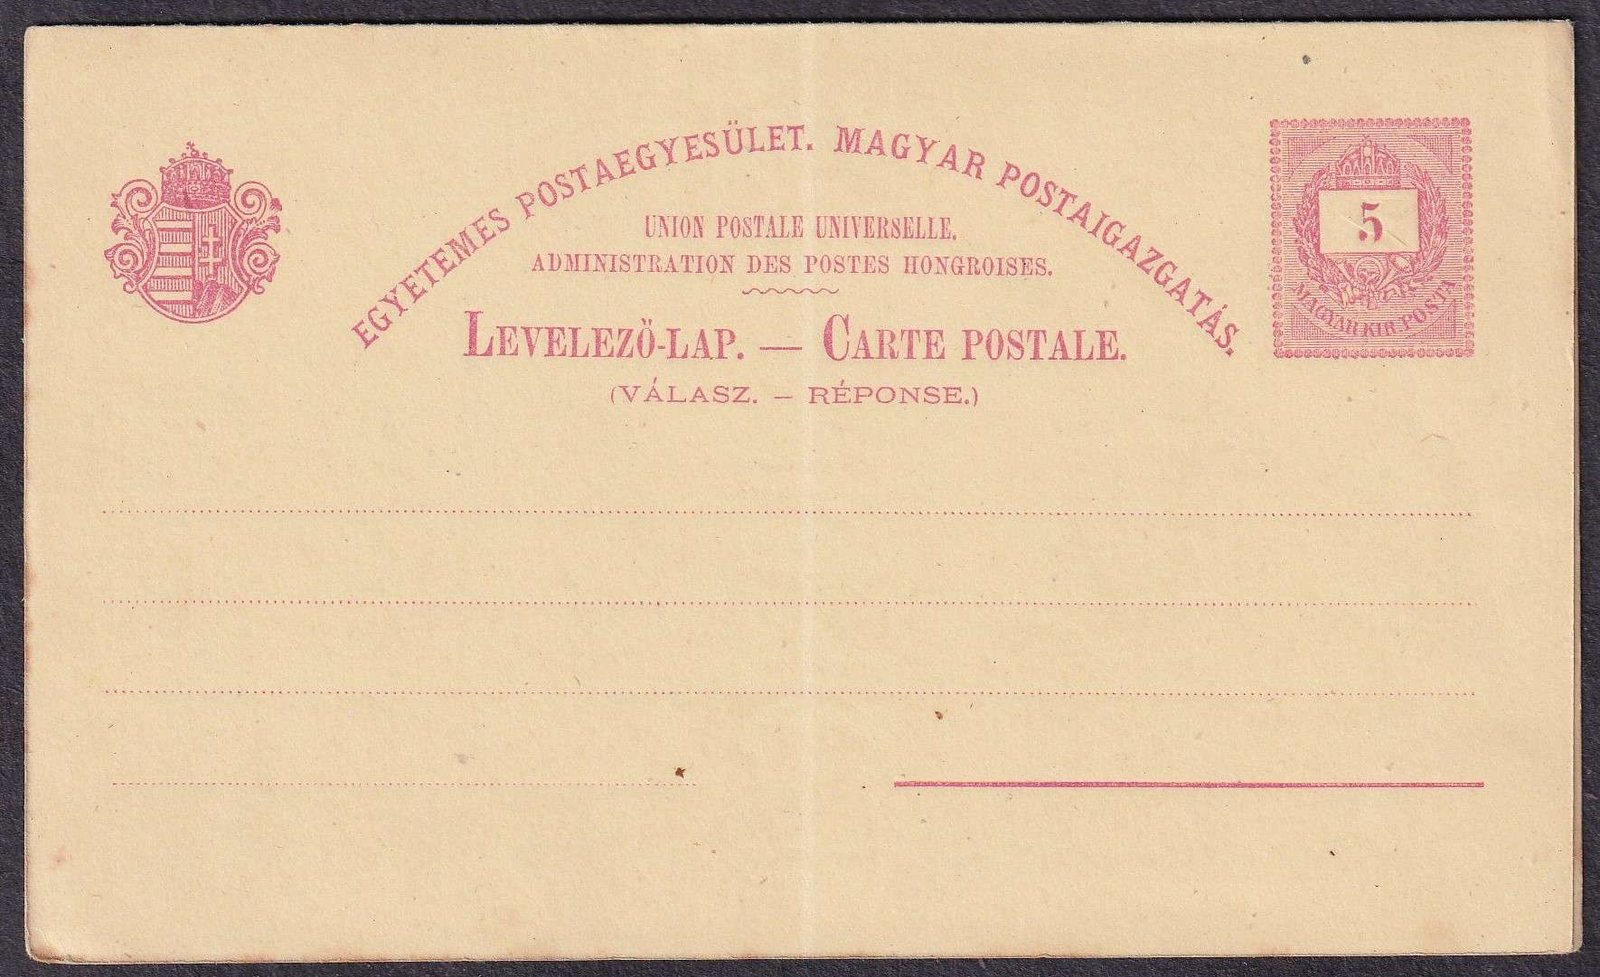 EGYETEMES POSTAEGYESÜLET. MAGYAR POSTAIGAZGATÁS.
UNION POSTALE UNIVERSELLE.
ADMINISTRATION DES POSTES HONGROISES.
LEVELEZŐ-LAP. — CARTE POSTALE.
(VÁLASZ. — RÉPONSE.)
5
MAGYAR KIR. POSTA